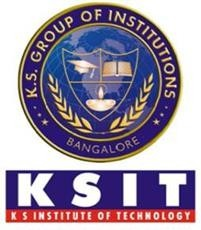 K.S. GROUP OF INSTITUTIONS
BANGALORE
KSIT
K S INSTITUTE OF TECHNOLOGY